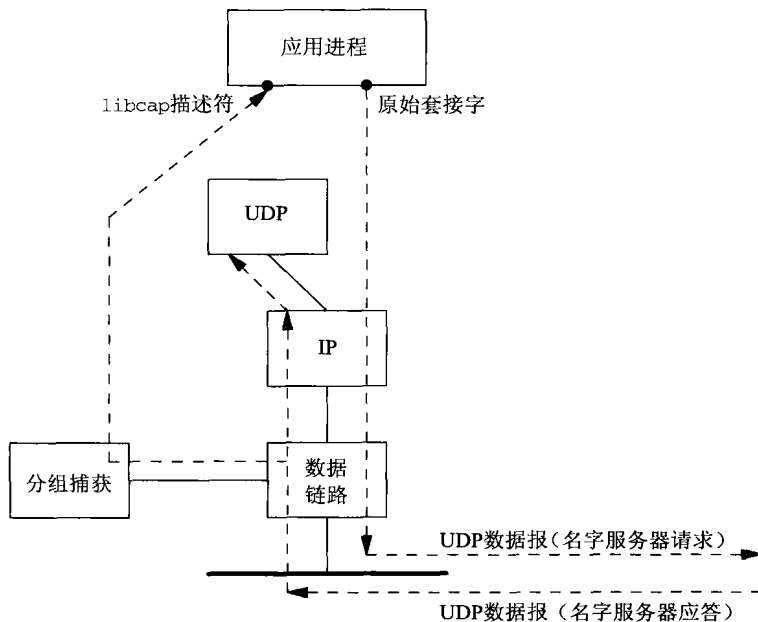 应用进程
libcap描述符
原始套接字
UDP
IP
分组捕获
数据
链路
UDP数据报（名字服务器请求）
UDP数据报（名字服务器应答）